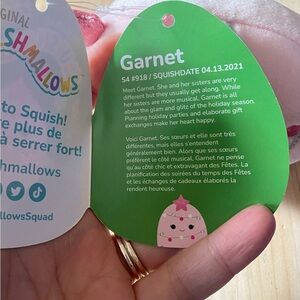 ORIGINAL
SHMALLOWS
to Squish!
re plus de
à serrer fort!
hmallows
llowsSquad
Garnet
S4 #918 / SQUISHDATE 04.13.2021
Meet Garnet. She and her sisters are very
different but they usually get along. While
her sisters are more musical, Garnet is all
about the glam and glitz of the holiday season.
Planning holiday parties and elaborate gift
exchanges make her heart happy.
Voici Garnet. Ses sœurs et elle sont très
différentes, mais elles s'entendent
généralement bien. Alors que ses sœurs
préfèrent le côté musical, Garnet ne pense
qu'au côté chic et extravagant des Fêtes. La
planification des soirées du temps des Fêtes
et les échanges de cadeaux élaborés la
rendent heureuse.